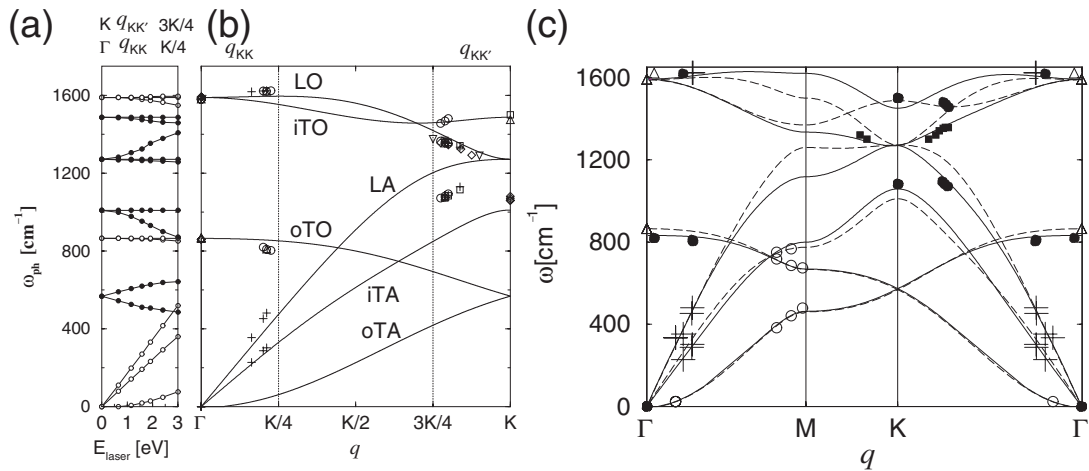 (a) (b) (c)
K q_KK' 3K/4
Γ q_KK K/4
q_KK q_KK'
1600
1200
800
400
0
ω_ph [cm⁻¹]
0 1 2 3
E_laser [eV]
LO
iTO
LA
oTO
iTA
oTA
Γ K/4 K/2 3K/4 K
q
1600
1200
800
400
0
ω[cm⁻¹]
Γ M K Γ
q